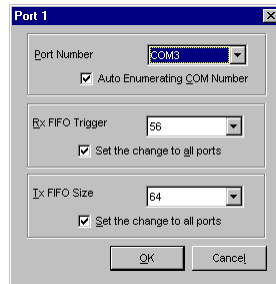 Port 1
Port Number COM3
Auto Enumerating COM Number
Rx FIFO Trigger 56
Set the change to all ports
Tx FIFO Size 64
Set the change to all ports
OK Cancel